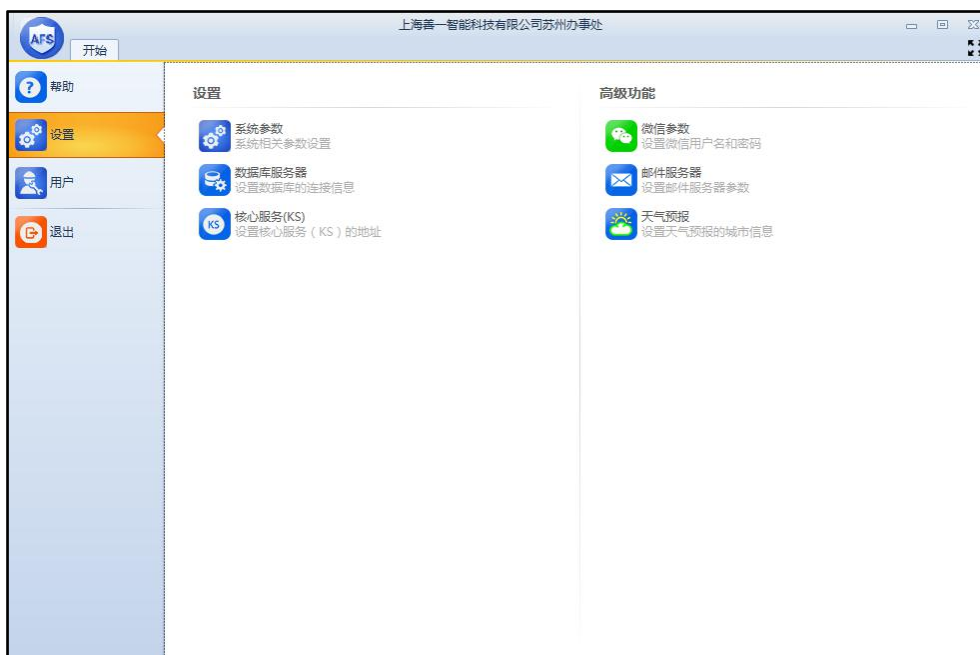 上海善一智能科技有限公司苏州办事处
AFS
开始
帮助
设置
用户
退出
设置
系统参数
系统相关参数设置
数据库服务器
设置数据库的连接信息
KS
核心服务(KS)
设置核心服务（KS）的地址
高级功能
微信参数
设置微信用户名和密码
邮件服务器
设置邮件服务器参数
天气预报
设置天气预报的城市信息